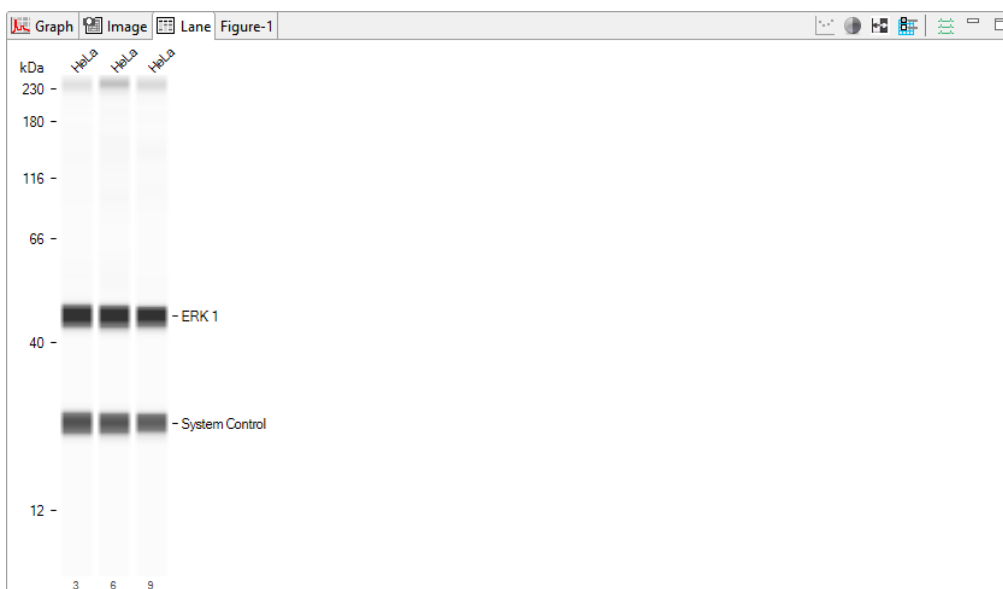 Graph Image Lane Figure-1
kDa HeLa HeLa HeLa
230 -
180 -
116 -
66 -
- ERK 1
40 -
- System Control
12 -
3 6 9